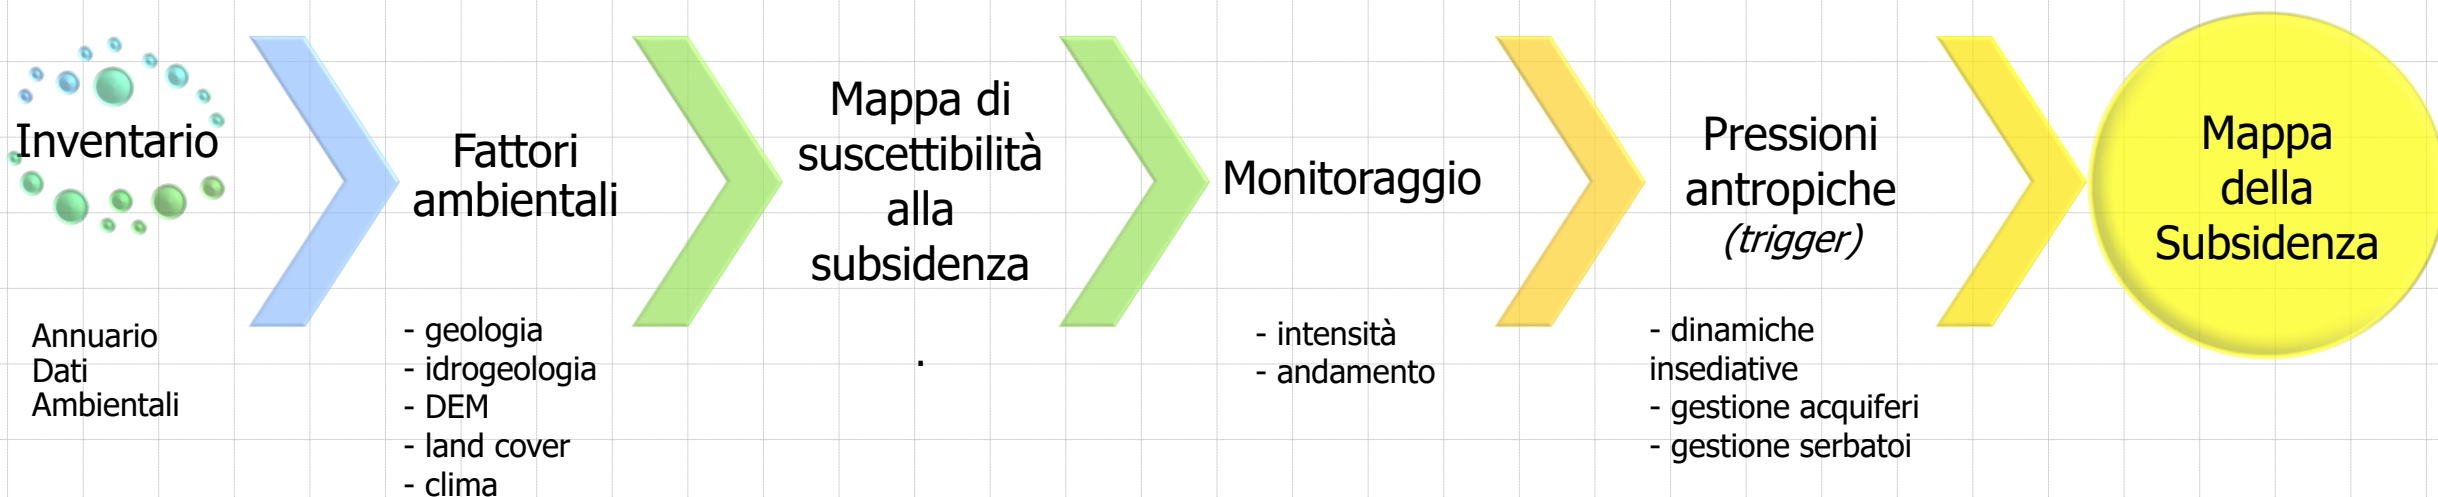 Inventario
Annuario
Dati
Ambientali
Fattori
ambientali
- geologia
- idrogeologia
- DEM
- land cover
- clima
Mappa di
suscettibilità
alla
subsidenza
.
Monitoraggio
- intensità
- andamento
Pressioni
antropiche
(trigger)
- dinamiche
insediative
- gestione acquiferi
- gestione serbatoi
Mappa
della
Subsidenza